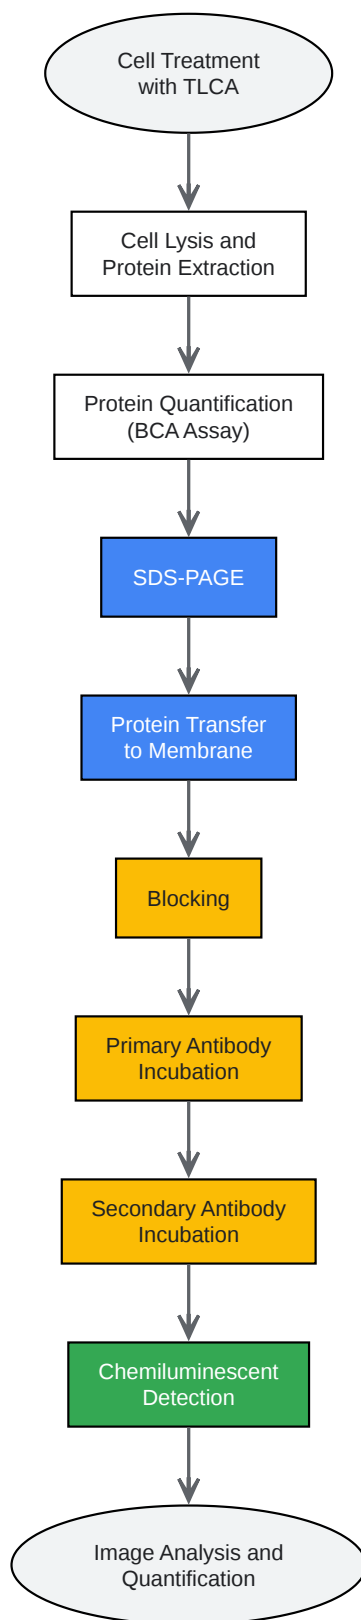 Cell Treatment
with TLCA
Cell Lysis and
Protein Extraction
Protein Quantification
(BCA Assay)
SDS-PAGE
Protein Transfer
to Membrane
Blocking
Primary Antibody
Incubation
Secondary Antibody
Incubation
Chemiluminescent
Detection
Image Analysis and
Quantification